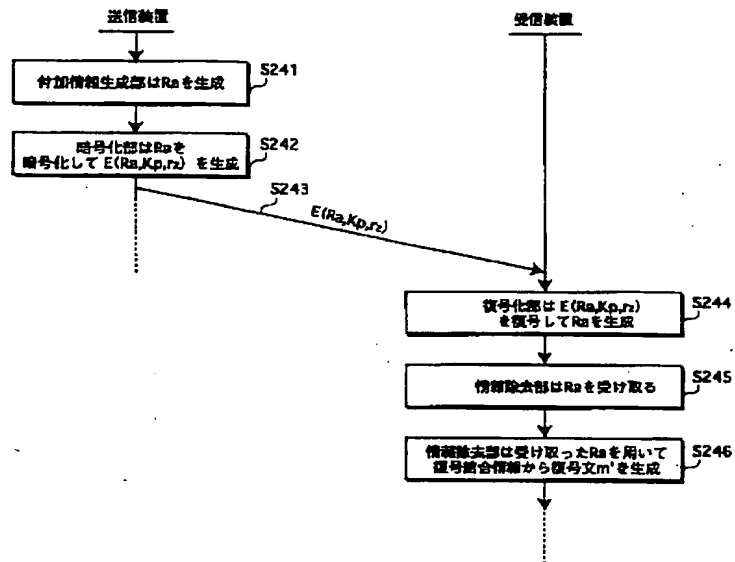 送信装置
受信装置
付加情報生成部はRaを生成
S241
暗号化部はRaを
暗号化して E(Ra,Kp,r₂) を生成
S242
S243
E(Ra,Kp,r₂)
復号化部は E(Ra,Kp,r₂)
を復号してRaを生成
S244
情報除去部はRaを受け取る
S245
情報除去部は受け取ったRaを用いて
復号結合情報から復号文m'を生成
S246